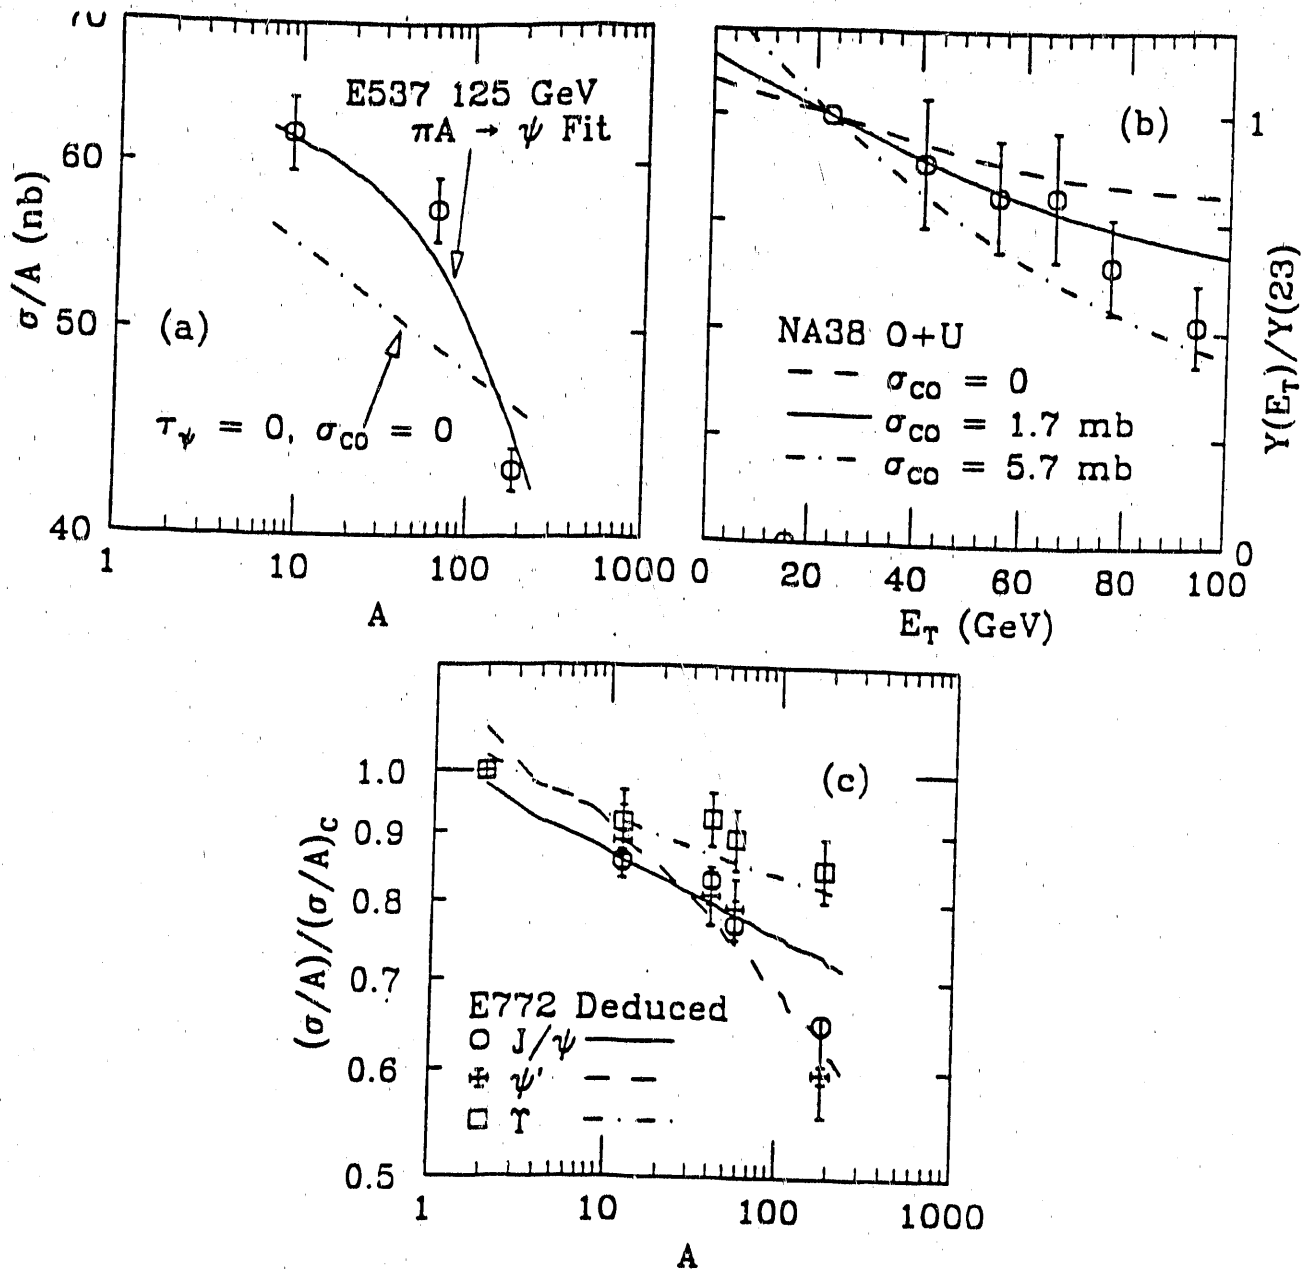 70
60
50
40
σ/A (nb)
E537 125 GeV
πA → ψ Fit
(a)
τψ = 0, σCO = 0
1
10
100
1000
A
(b)
1
0
Y(ET)/Y(23)
NA38 O+U
σCO = 0
σCO = 1.7 mb
σCO = 5.7 mb
0
20
40
60
80
100
ET (GeV)
(c)
1.0
0.9
0.8
0.7
0.6
0.5
(σ/A)/(σ/A)C
E772 Deduced
J/ψ
ψ'
Υ
1
10
100
1000
A